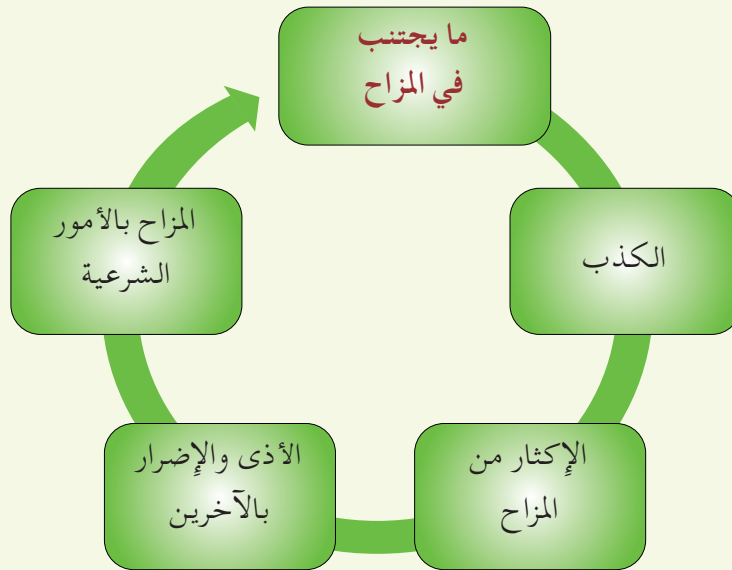 ما يجتنب
في المزاح
الكذب
الإكثار من
المزاح
الأذى والإضرار
بالآخرين
المزاح بالأمور
الشرعية